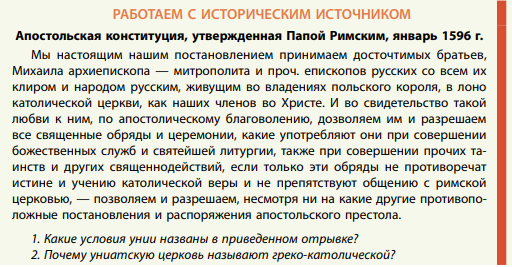 РАБОТАЕМ С ИСТОРИЧЕСКИМ ИСТОЧНИКОМ
Апостольская конституция, утвержденная Папой Римским, январь 1596 г.
Мы настоящим нашим постановлением принимаем досточтимых братьев,
Михаила архиепископа — митрополита и проч. епископов русских со всем их
клиром и народом русским, живущим во владениях польского короля, в лоно
католической церкви, как наших членов во Христе. И во свидетельство такой
любви к ним, по апостолическому благоволению, дозволяем им и разрешаем
все священные обряды и церемонии, какие употребляют они при совершении
божественных служб и святейшей литургии, также при совершении прочих та-
инств и других священнодействий, если только эти обряды не противоречат
истине и учению католической веры и не препятствуют общению с римской
церковью, — позволяем и разрешаем, несмотря ни на какие другие противопо-
ложные постановления и распоряжения апостольского престола.
1. Какие условия унии названы в приведенном отрывке?
2. Почему униатскую церковь называют греко-католической?